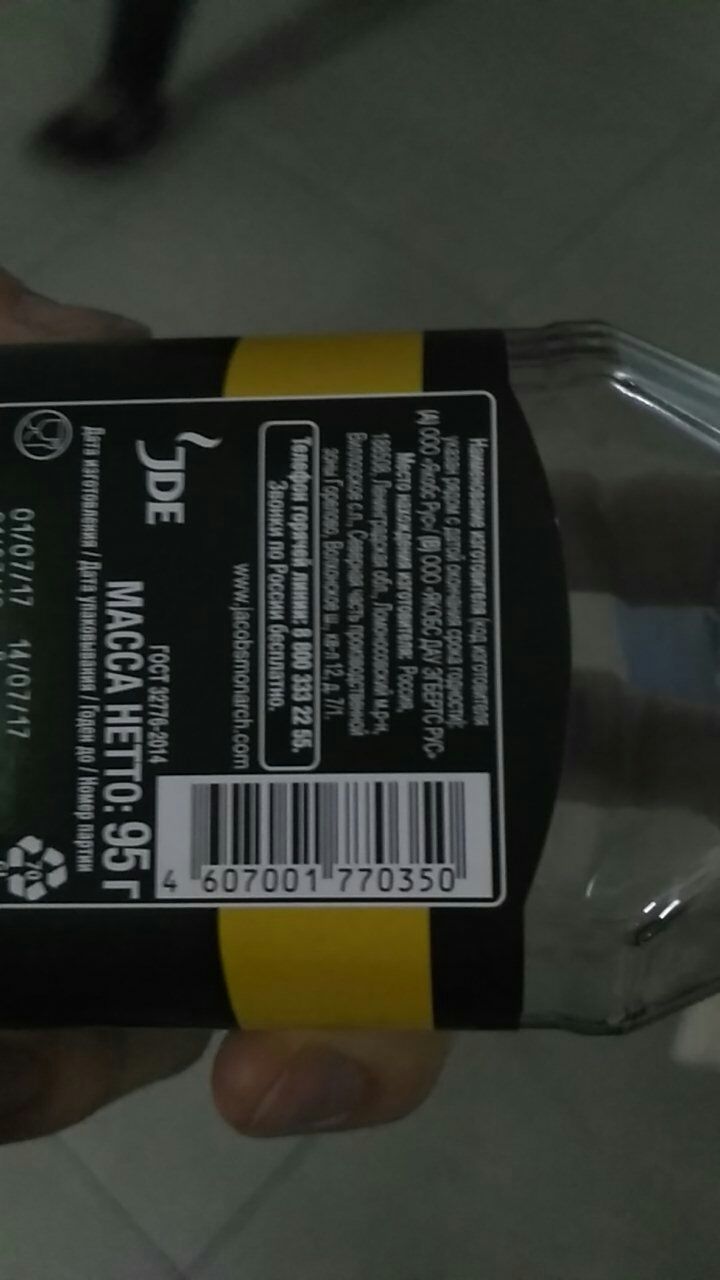 Наименование изготовителя (код изготовителя
указан рядом с датой окончания срока годности):
(А) ООО «Якобс Рус»/ (В) ООО «ЯКОБС ДАУ ЭГБЕРТС РУС»
Место нахождения изготовителя: Россия,
188508, Ленинградская обл., Ломоносовский м.р-н,
Виллозское с.п., Северная часть производственной
зоны Горелово, Волхонское ш., кв-л 12, д. 7/1.
Телефон горячей линии: 8 800 333 22 55.
Звонки по России бесплатно.
www.jacobsmonarch.com
JDE
ГОСТ 32776-2014
МАССА НЕТТО: 95 г
Дата изготовления / Дата упаковывания / Годен до / Номер партии
01/07/17 14/07/17
4 607001 770350
70